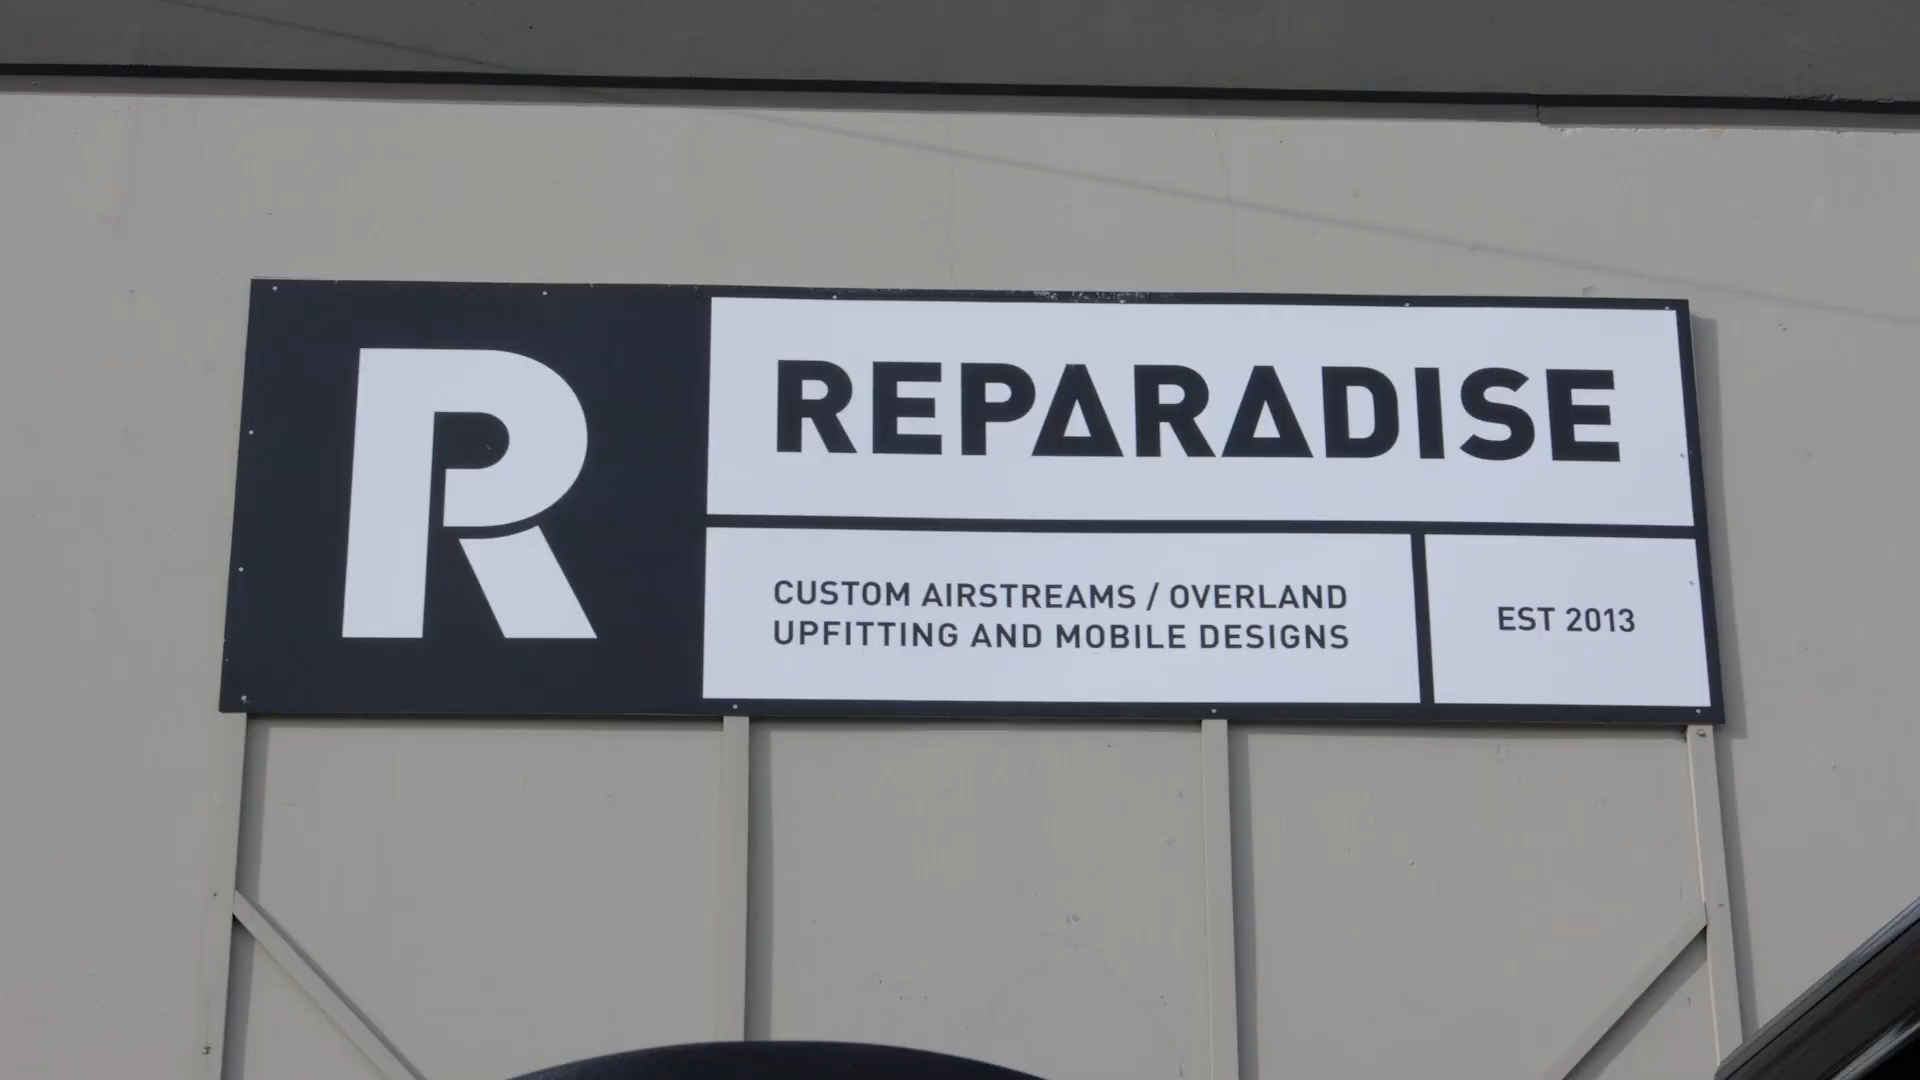 R
REPARADISE
CUSTOM AIRSTREAMS / OVERLAND
UPFITTING AND MOBILE DESIGNS
EST 2013